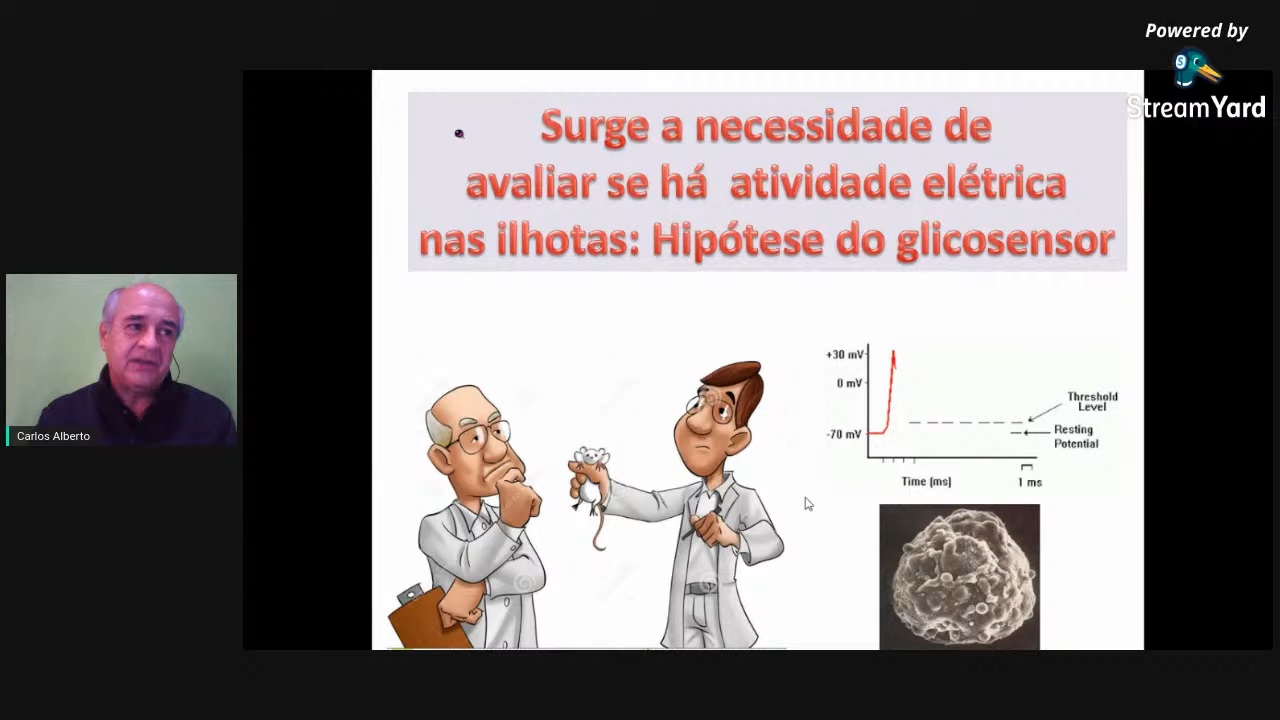 Powered by
StreamYard
Surge a necessidade de
avaliar se há atividade elétrica
nas ilhotas: Hipótese do glicosensor
+30 mV
0 mV
-70 mV
Threshold
Level
Resting
Potential
Time (ms)
1 ms
Carlos Alberto